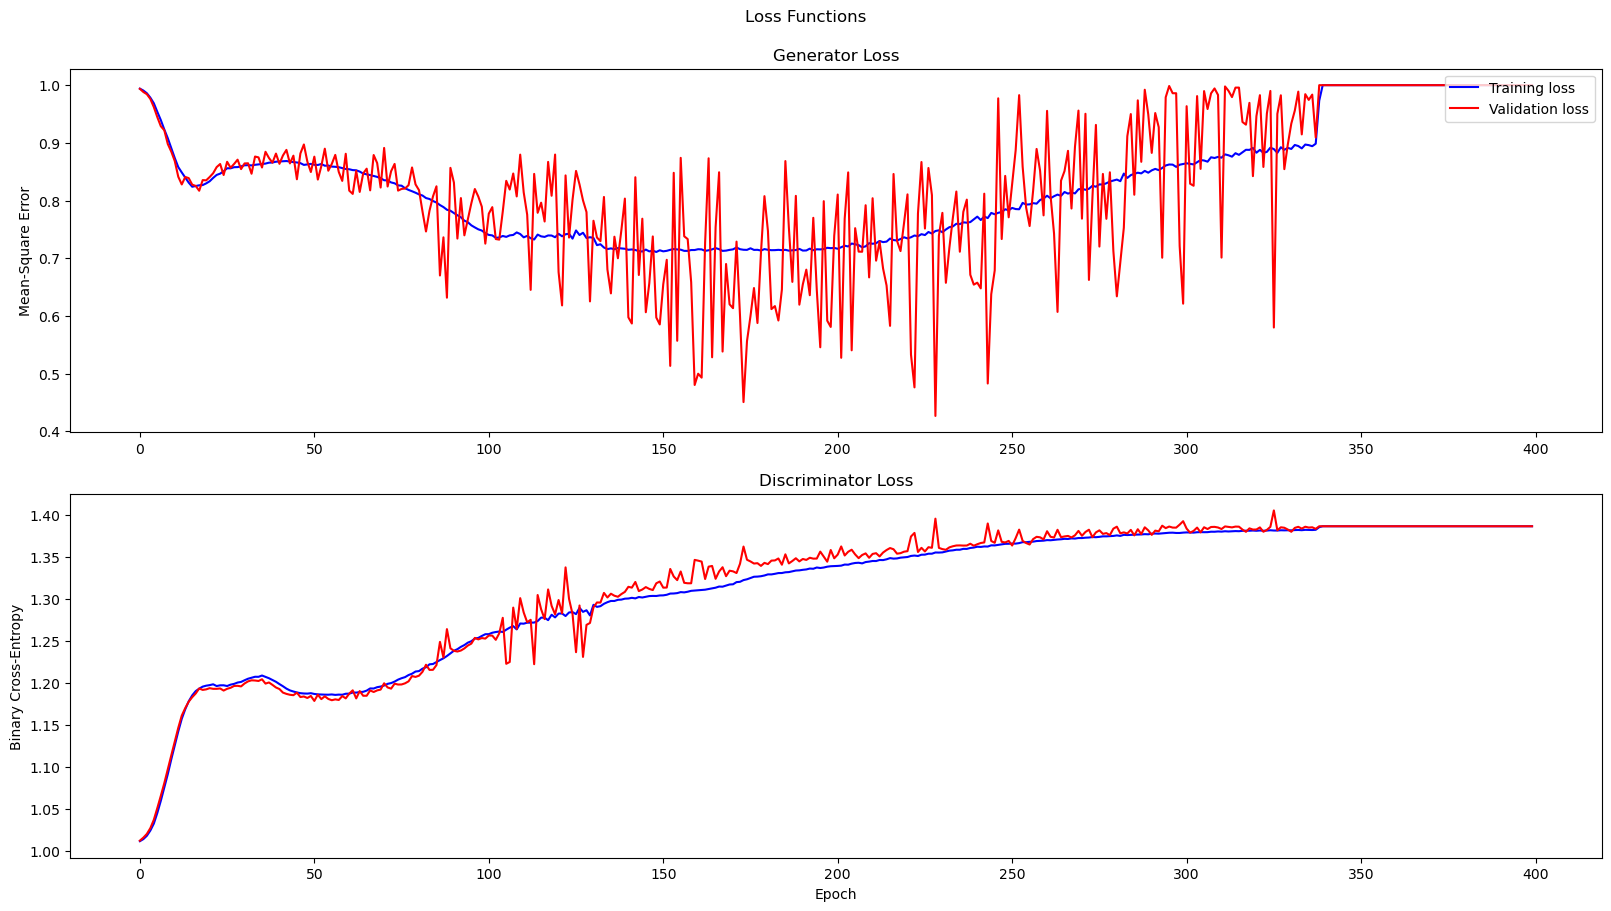 Loss Functions
Generator Loss
Mean-Square Error
1.0
0.9
0.8
0.7
0.6
0.5
0.4
Training loss
Validation loss
0 50 100 150 200 250 300 350 400
Discriminator Loss
Binary Cross-Entropy
1.40
1.35
1.30
1.25
1.20
1.15
1.10
1.05
1.00
0 50 100 150 200 250 300 350 400
Epoch